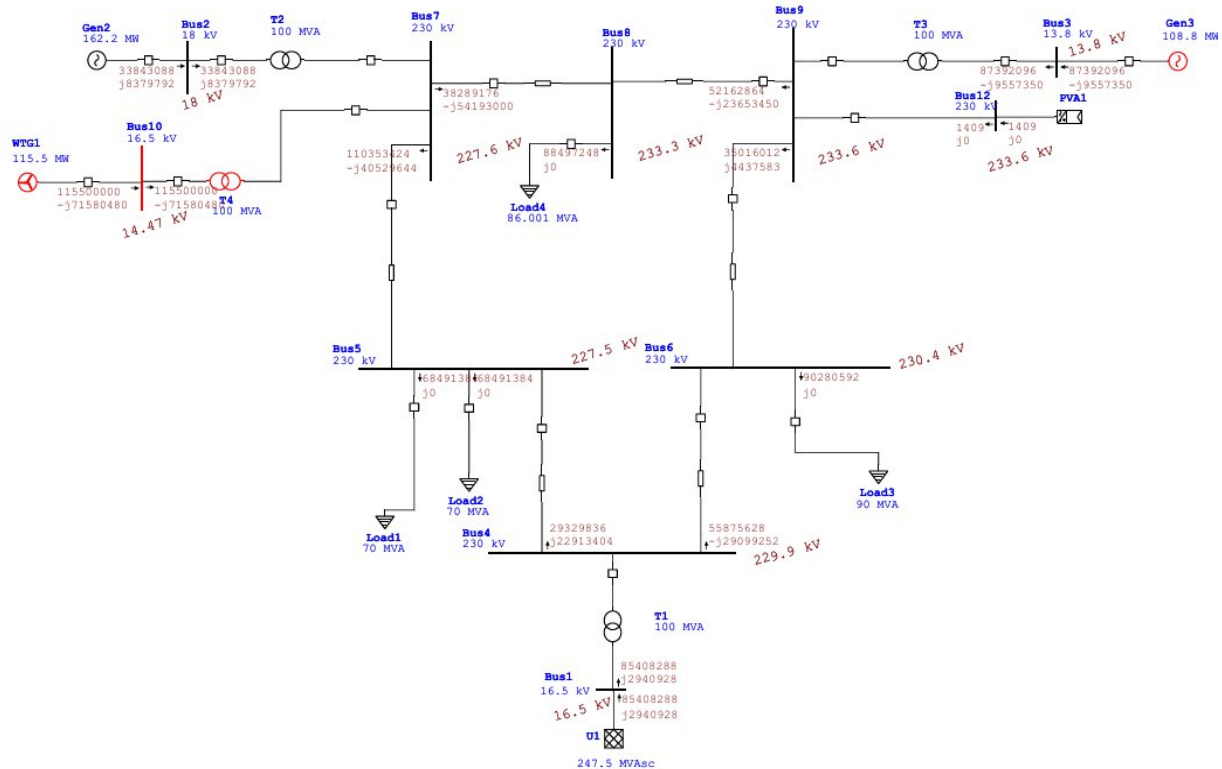 Gen2
162.2 MW
Bus2
18 kV
T2
100 MVA
33843088
j8379792
33843088
j8379792
18 kV
Bus7
230 kV
Bus8
230 kV
Bus9
230 kV
T3
100 MVA
Bus3
13.8 kV
13.8 kV
Gen3
108.8 MW
87392096
-j9557350
87392096
-j9557350
38289176
-j54193000
52162864
-j23653450
Bus12
230 kV
PVA1
1409
j0
1409
j0
233.6 kV
WTG1
115.5 MW
Bus10
16.5 kV
115500000
-j71580480
115500000
-j71580480
T4
100 MVA
14.47 kV
110353424
-j40529644
227.6 kV
88497248
j0
233.3 kV
Load4
86.001 MVA
35016012
j4437583
233.6 kV
Bus5
230 kV
227.5 kV
Bus6
230 kV
230.4 kV
68491384
j0
68491384
j0
90280592
j0
Load1
70 MVA
Load2
70 MVA
Load3
90 MVA
Bus4
230 kV
29329836
j22913404
55875628
-j29099252
229.9 kV
T1
100 MVA
85408288
j2940928
Bus1
16.5 kV
16.5 kV
85408288
j2940928
U1
247.5 MVAsc